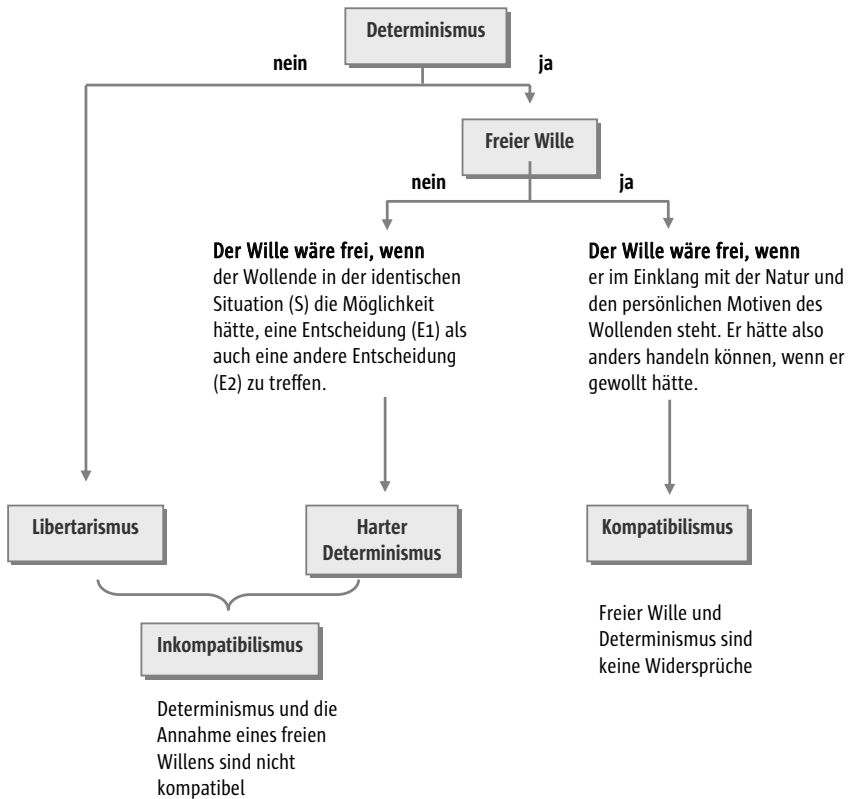 Determinismus
nein
ja
Freier Wille
nein
ja
Der Wille wäre frei, wenn
der Wollende in der identischen
Situation (S) die Möglichkeit
hätte, eine Entscheidung (E1) als
auch eine andere Entscheidung
(E2) zu treffen.
Der Wille wäre frei, wenn
er im Einklang mit der Natur und
den persönlichen Motiven des
Wollenden steht. Er hätte also
anders handeln können, wenn er
gewollt hätte.
Libertarismus
Harter
Determinismus
Kompatibilismus
Inkompatibilismus
Determinismus und die
Annahme eines freien
Willens sind nicht
kompatibel
Freier Wille und
Determinismus sind
keine Widersprüche